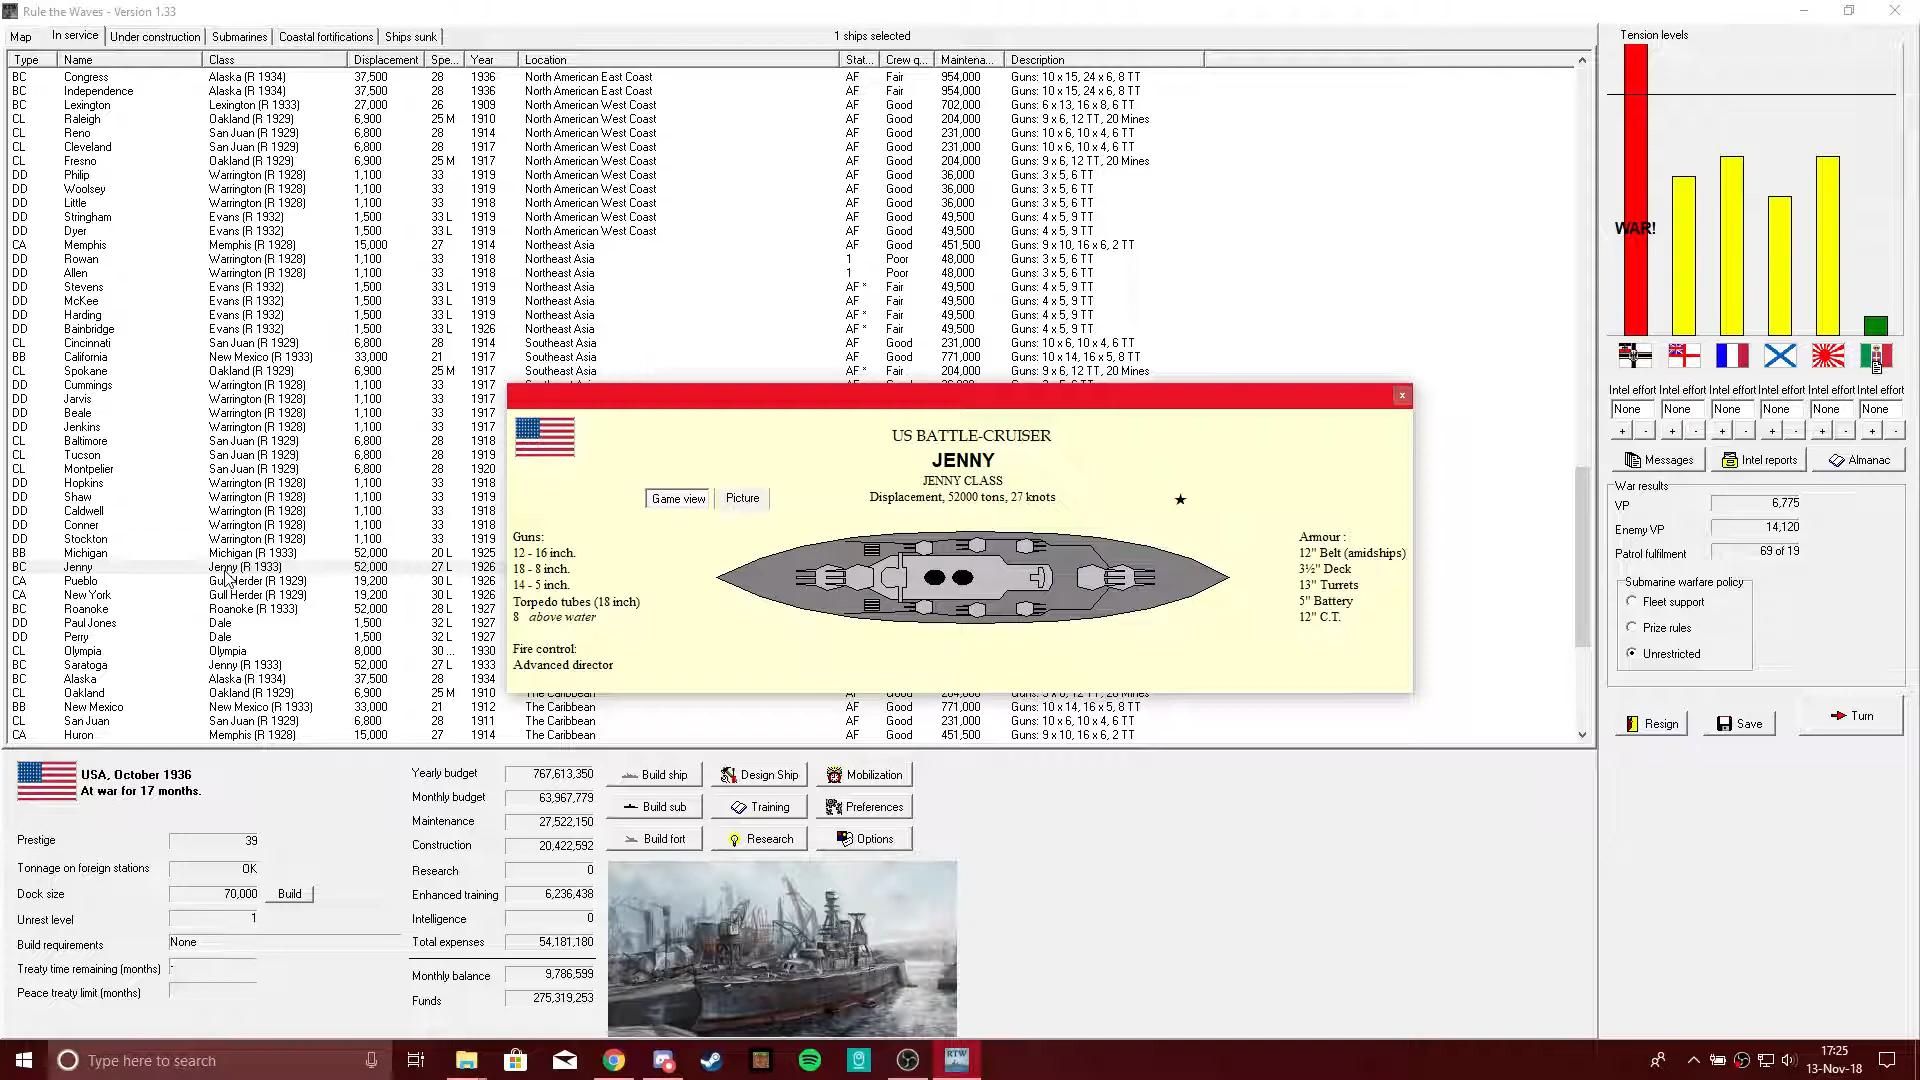 Rule the Waves - Version 1.33
Map In service Under construction Submarines Coastal fortifications Ships sunk 1 ships selected
Type Name Class Displacement Spe... Year Location Stat... Crew q... Maintena... Description
BC Congress Alaska (R 1934) 37,500 28 1936 North American East Coast AF Fair 954,000 Guns: 10 x 15, 24 x 6, 8 TT
BC Independence Alaska (R 1934) 37,500 28 1936 North American East Coast AF Fair 954,000 Guns: 10 x 15, 24 x 6, 8 TT
BC Lexington Lexington (R 1933) 27,000 26 1909 North American West Coast AF Good 702,000 Guns: 6 x 13, 16 x 8, 6 TT
CL Raleigh Oakland (R 1929) 6,900 25 M 1910 North American West Coast AF Good 204,000 Guns: 9 x 6, 12 TT, 20 Mines
CL Reno San Juan (R 1929) 6,800 28 1914 North American West Coast AF Good 231,000 Guns: 10 x 6, 10 x 4, 6 TT
CL Cleveland San Juan (R 1929) 6,800 28 1917 North American West Coast AF Good 231,000 Guns: 10 x 6, 10 x 4, 6 TT
CL Fresno Oakland (R 1929) 6,900 25 M 1917 North American West Coast AF Good 204,000 Guns: 9 x 6, 12 TT, 20 Mines
DD Philip Warrington (R 1928) 1,100 33 1919 North American West Coast AF Good 36,000 Guns: 3 x 5, 6 TT
DD Woolsey Warrington (R 1928) 1,100 33 1919 North American West Coast AF Good 36,000 Guns: 3 x 5, 6 TT
DD Little Warrington (R 1928) 1,100 33 1918 North American West Coast AF Good 36,000 Guns: 3 x 5, 6 TT
DD Stringham Evans (R 1932) 1,500 33 L 1919 North American West Coast AF Good 49,500 Guns: 4 x 5, 9 TT
DD Dyer Evans (R 1932) 1,500 33 L 1919 North American West Coast AF Good 49,500 Guns: 4 x 5, 9 TT
CA Memphis Memphis (R 1928) 15,000 27 1914 Northeast Asia AF Good 451,500 Guns: 9 x 10, 16 x 6, 2 TT
DD Rowan Warrington (R 1928) 1,100 33 1918 Northeast Asia 1 Poor 48,000 Guns: 3 x 5, 6 TT
DD Allen Warrington (R 1928) 1,100 33 1918 Northeast Asia 1 Poor 48,000 Guns: 3 x 5, 6 TT
DD Stevens Evans (R 1932) 1,500 33 L 1919 Northeast Asia AF * Fair 49,500 Guns: 4 x 5, 9 TT
DD McKee Evans (R 1932) 1,500 33 L 1919 Northeast Asia AF * Fair 49,500 Guns: 4 x 5, 9 TT
DD Harding Evans (R 1932) 1,500 33 L 1919 Northeast Asia AF * Fair 49,500 Guns: 4 x 5, 9 TT
DD Bainbridge Evans (R 1932) 1,500 33 L 1926 Northeast Asia AF * Fair 49,500 Guns: 4 x 5, 9 TT
CL Cincinnati San Juan (R 1929) 6,800 28 1914 Southeast Asia AF Good 231,000 Guns: 10 x 6, 10 x 4, 6 TT
BB California New Mexico (R 1933) 33,000 21 1917 Southeast Asia AF Good 771,000 Guns: 10 x 14, 16 x 5, 8 TT
CL Spokane Oakland (R 1929) 6,900 25 M 1917 Southeast Asia AF * Good 204,000 Guns: 9 x 6, 12 TT, 20 Mines
DD Cummings Warrington (R 1928) 1,100 33 1917
DD Jarvis Warrington (R 1928) 1,100 33 1917
DD Beale Warrington (R 1928) 1,100 33 1917
DD Jenkins Warrington (R 1928) 1,100 33 1917
CL Baltimore San Juan (R 1929) 6,800 28 1918
CL Tucson San Juan (R 1929) 6,800 28 1918
CL Montpelier San Juan (R 1929) 6,800 28 1920
DD Hopkins Warrington (R 1928) 1,100 33 1917
DD Shaw Warrington (R 1928) 1,100 33 1919
DD Caldwell Warrington (R 1928) 1,100 33 1918
DD Conner Warrington (R 1928) 1,100 33 1918
DD Stockton Warrington (R 1928) 1,100 33 1918
BB Michigan Michigan (R 1933) 52,000 20 L 1925
BC Jenny Jenny (R 1933) 52,000 27 L 1926
CA Pueblo Gull Herder (R 1929) 19,200 30 L 1926
CA New York Gull Herder (R 1929) 19,200 30 L 1926
BC Roanoke Roanoke (R 1933) 52,000 28 L 1927
DD Paul Jones Dale 1,500 32 L 1927
DD Perry Dale 1,500 32 L 1927
CL Olympia Olympia 8,000 30 ... 1930
BC Saratoga Jenny (R 1933) 52,000 27 L 1933
BC Alaska Alaska (R 1934) 37,500 28 1934
CL Oakland Oakland (R 1929) 6,900 25 M 1910 The Caribbean AF Good 204,000 Guns: 9 x 6, 12 TT, 20 Mines
BB New Mexico New Mexico (R 1933) 33,000 21 1912 The Caribbean AF Good 771,000 Guns: 10 x 14, 16 x 5, 8 TT
CL San Juan San Juan (R 1929) 6,800 28 1911 The Caribbean AF Good 231,000 Guns: 10 x 6, 10 x 4, 6 TT
CA Huron Memphis (R 1928) 15,000 27 1914 The Caribbean AF Good 451,500 Guns: 9 x 10, 16 x 6, 2 TT
x
US BATTLE-CRUISER
JENNY
JENNY CLASS
Displacement, 52000 tons, 27 knots
Game view Picture
★
Guns:
12 - 16 inch.
18 - 8 inch.
14 - 5 inch.
Torpedo tubes (18 inch)
8 above water
Fire control:
Advanced director
Armour :
12" Belt (amidships)
3½" Deck
13" Turrets
5" Battery
12" C.T.
Tension levels
WAR!
Intel effort Intel effort Intel effort Intel effort Intel effort Intel effort
None None None None None None
+ - + - + - + - + - + -
Messages Intel reports Almanac
War results
VP 6,775
Enemy VP 14,120
Patrol fulfilment 69 of 19
Submarine warfare policy
Fleet support
Prize rules
Unrestricted
Resign Save Turn
USA, October 1936
At war for 17 months.
Prestige 39
Tonnage on foreign stations OK
Dock size 70,000 Build
Unrest level 1
Build requirements None
Treaty time remaining (months) -
Peace treaty limit (months)
Yearly budget 767,613,350
Monthly budget 63,967,779
Maintenance 27,522,150
Construction 20,422,592
Research 0
Enhanced training 6,236,438
Intelligence 0
Total expenses 54,181,180
Monthly balance 9,786,599
Funds 275,319,253
Build ship Design Ship Mobilization
Build sub Training Preferences
Build fort Research Options
Type here to search
RTW
17:25
13-Nov-18